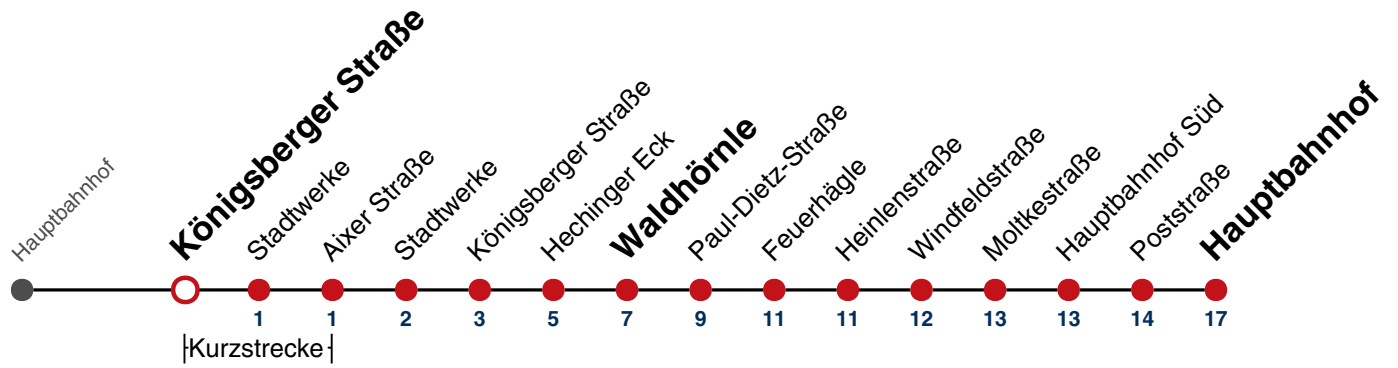 Hauptbahnhof
Königsberger Straße
Stadtwerke
Aixer Straße
Stadtwerke
Königsberger Straße
Hechinger Eck
Waldhörnle
Paul-Dietz-Straße
Feuerhägle
Heinlenstraße
Windfeldstraße
Moltkestraße
Hauptbahnhof Süd
Poststraße
Hauptbahnhof
1 1 2 3 5 7 9 11 11 12 13 13 14 17
Kurzstrecke